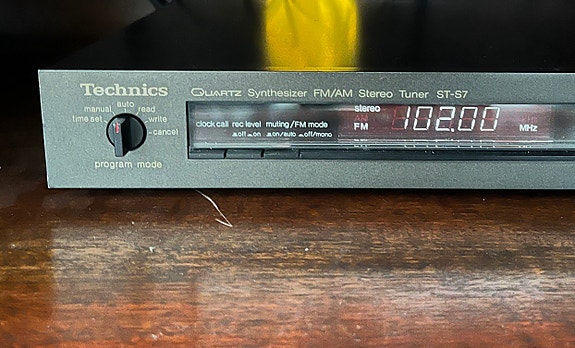 Technics
QUARTZ Synthesizer FM/AM Stereo Tuner ST-S7
manual auto read
time set write
cancel
program mode
stereo
AM
FM 102.00 MHz
clock call rec level muting/FM mode
off on on/auto off/mono